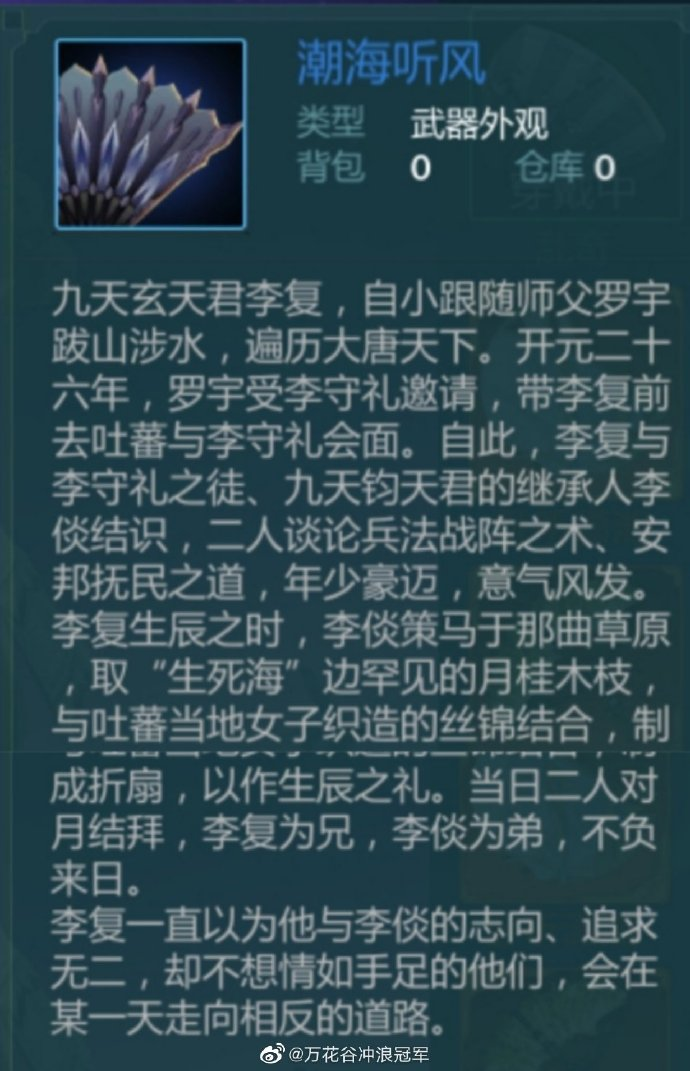 潮海听风
类型 武器外观
背包 0 仓库 0
穿戴中
九天玄天君李复，自小跟随师父罗宇
跋山涉水，遍历大唐天下。开元二十
六年，罗宇受李守礼邀请，带李复前
去吐蕃与李守礼会面。自此，李复与
李守礼之徒、九天钧天君的继承人李
倓结识，二人谈论兵法战阵之术、安
邦抚民之道，年少豪迈，意气风发。
李复生辰之时，李倓策马于那曲草原
，取“生死海”边罕见的月桂木枝，
与吐蕃当地女子织造的丝锦结合，制
成折扇，以作生辰之礼。当日二人对
月结拜，李复为兄，李倓为弟，不负
来日。
李复一直以为他与李倓的志向、追求
无二，却不想情如手足的他们，会在
某一天走向相反的道路。
@万花谷冲浪冠军